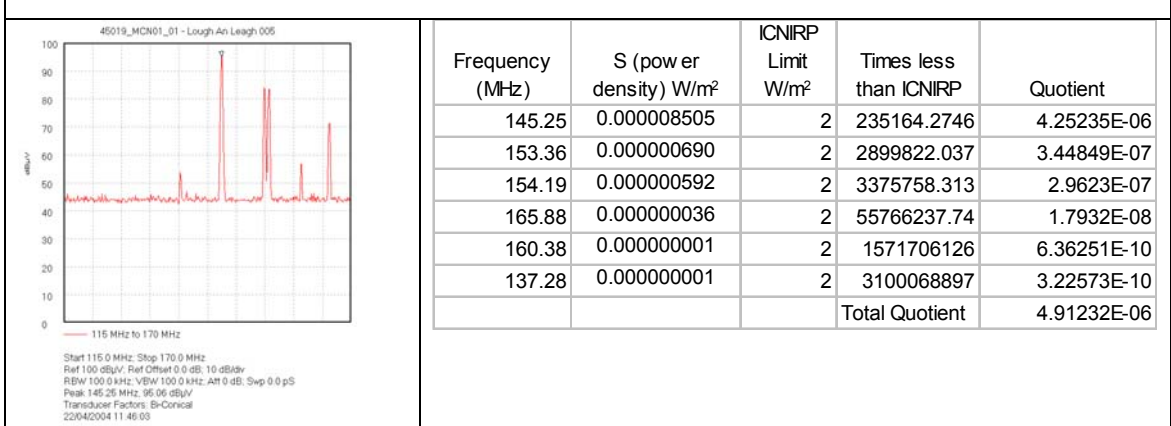 45019_MCN01_01 - Lough An Leagh 005
100
90
80
70
60
50
40
30
20
10
0
dBµV
115 MHz to 170 MHz
Start 115.0 MHz; Stop 170.0 MHz
Ref 100 dBµV; Ref Offset 0.0 dB; 10 dB/div
RBW 100.0 kHz; VBW 100.0 kHz; Att 0 dB; Swp 0.0 pS
Peak 145.25 MHz, 95.06 dBµV
Transducer Factors: Bi-Conical
22/04/2004 11:46:03
Frequency (MHz) S (power density) W/m² ICNIRP Limit W/m² Times less than ICNIRP Quotient
145.25 0.000008505 2 235164.2746 4.25235E-06
153.36 0.000000690 2 2899822.037 3.44849E-07
154.19 0.000000592 2 3375758.313 2.9623E-07
165.88 0.000000036 2 55766237.74 1.7932E-08
160.38 0.000000001 2 1571706126 6.36251E-10
137.28 0.000000001 2 3100068897 3.22573E-10
Total Quotient 4.91232E-06